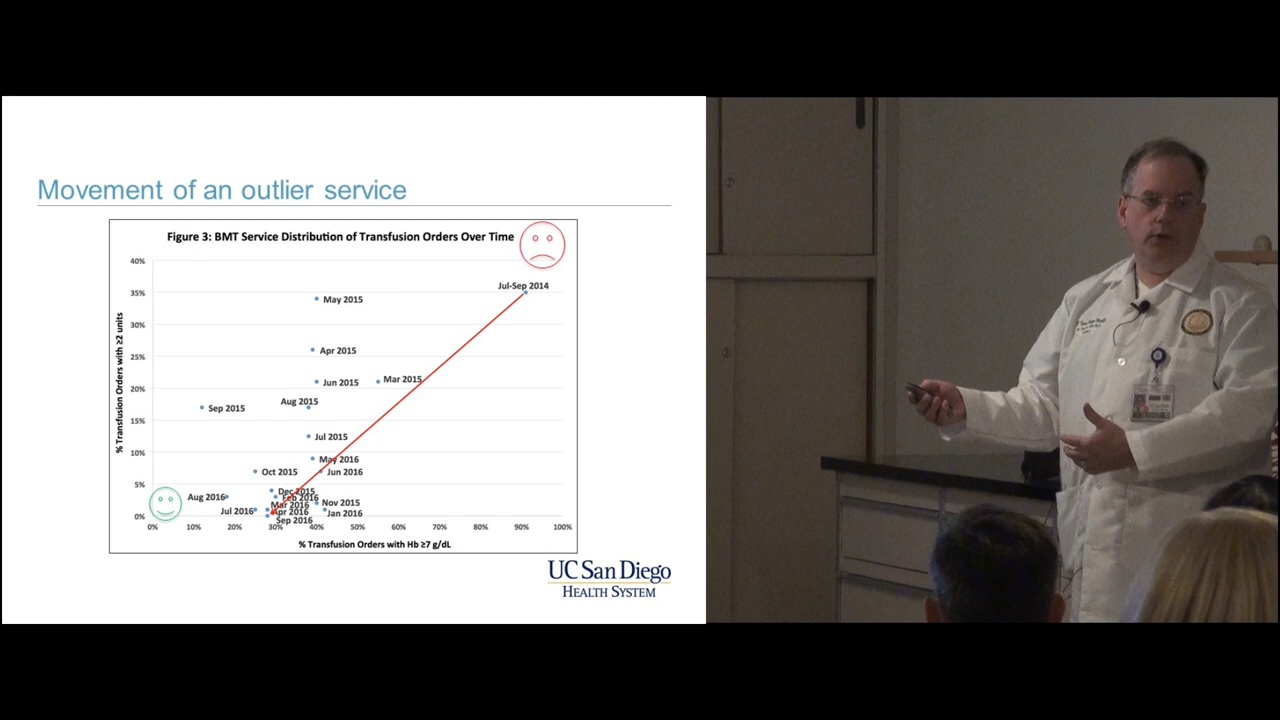 Movement of an outlier service
Figure 3: BMT Service Distribution of Transfusion Orders Over Time
% Transfusion Orders with ≥2 units
40%
35%
30%
25%
20%
15%
10%
5%
0%
Jul-Sep 2014
May 2015
Apr 2015
Jun 2015
Mar 2015
Aug 2015
Sep 2015
Jul 2015
May 2016
Oct 2015
Jun 2016
Dec 2015
Aug 2016
Feb 2016
Nov 2015
Mar 2016
Jul 2016
Apr 2016
Jan 2016
Sep 2016
0%
10%
20%
30%
40%
50%
60%
70%
80%
90%
100%
% Transfusion Orders with Hb ≥7 g/dL
UC San Diego
HEALTH SYSTEM